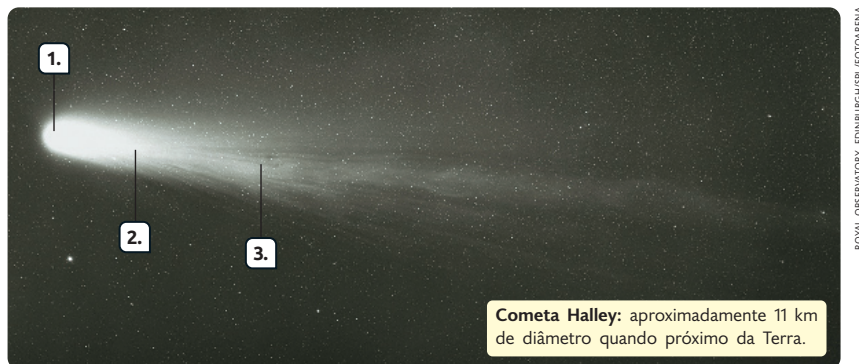 1.
2.
3.
Cometa Halley: aproximadamente 11 km
de diâmetro quando próximo da Terra.
ROYAL OBSERVATORY, EDINBURGH/SPL/FOTOARENA